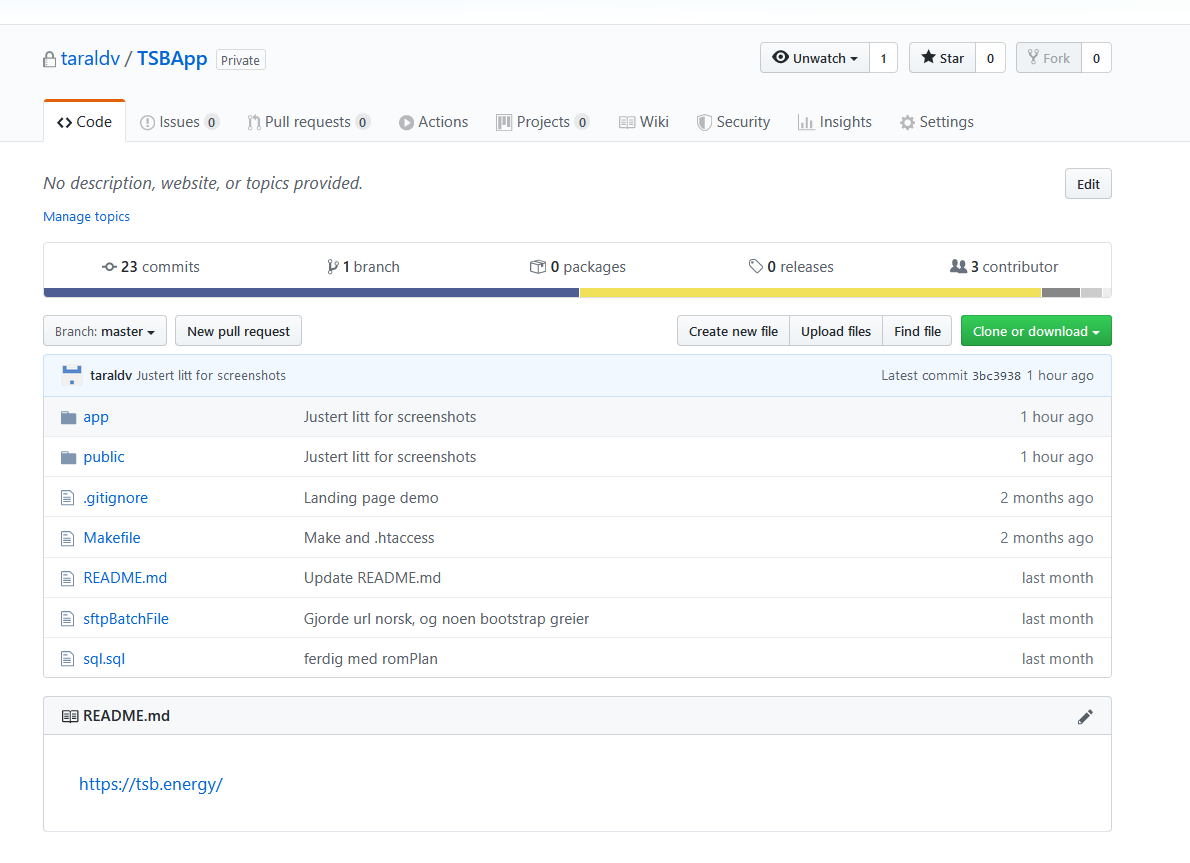 taraldv / TSBApp Private Unwatch 1 Star 0 Fork 0
Code Issues 0 Pull requests 0 Actions Projects 0 Wiki Security Insights Settings
No description, website, or topics provided. Edit
Manage topics
23 commits 1 branch 0 packages 0 releases 3 contributor
Branch: master New pull request Create new file Upload files Find file Clone or download
taraldv Justert litt for screenshots Latest commit 3bc3938 1 hour ago
app Justert litt for screenshots 1 hour ago
public Justert litt for screenshots 1 hour ago
.gitignore Landing page demo 2 months ago
Makefile Make and .htaccess 2 months ago
README.md Update README.md last month
sftpBatchFile Gjorde url norsk, og noen bootstrap greier last month
sql.sql ferdig med romPlan last month
README.md
https://tsb.energy/